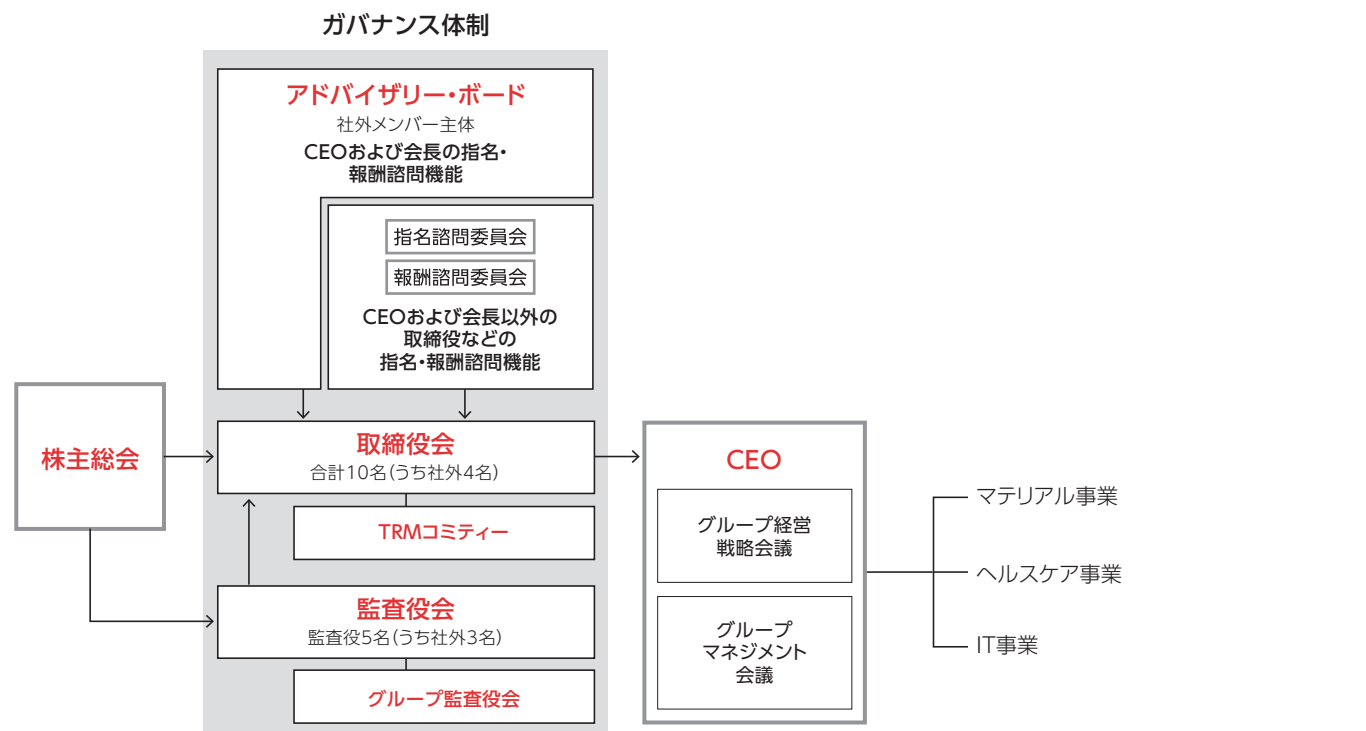 ガバナンス体制
アドバイザリー・ボード
社外メンバー主体
CEOおよび会長の指名・
報酬諮問機能
指名諮問委員会
報酬諮問委員会
CEOおよび会長以外の
取締役などの
指名・報酬諮問機能
株主総会
取締役会
合計10名(うち社外4名)
TRMコミティー
監査役会
監査役5名(うち社外3名)
グループ監査役会
CEO
グループ経営
戦略会議
グループ
マネジメント
会議
マテリアル事業
ヘルスケア事業
IT事業